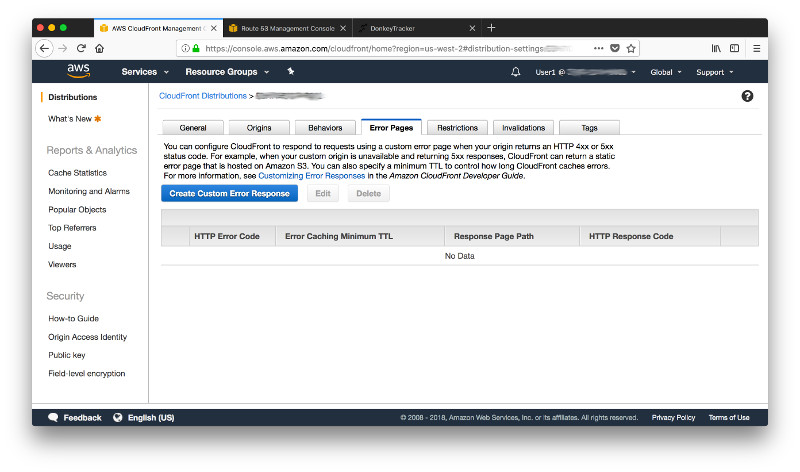 AWS CloudFront Management C
Route 53 Management Console
DonkeyTracker
https://console.aws.amazon.com/cloudfront/home?region=us-west-2#distribution-settings:
aws
Services
Resource Groups
User1 @
Global
Support
Distributions
What's New
Reports & Analytics
Cache Statistics
Monitoring and Alarms
Popular Objects
Top Referrers
Usage
Viewers
Security
How-to Guide
Origin Access Identity
Public key
Field-level encryption
CloudFront Distributions >
General
Origins
Behaviors
Error Pages
Restrictions
Invalidations
Tags
You can configure CloudFront to respond to requests using a custom error page when your origin returns an HTTP 4xx or 5xx
status code. For example, when your custom origin is unavailable and returning 5xx responses, CloudFront can return a static
error page that is hosted on Amazon S3. You can also specify a minimum TTL to control how long CloudFront caches errors.
For more information, see Customizing Error Responses in the Amazon CloudFront Developer Guide.
Create Custom Error Response
Edit
Delete
HTTP Error Code
Error Caching Minimum TTL
Response Page Path
HTTP Response Code
No Data
Feedback
English (US)
© 2008 - 2018, Amazon Web Services, Inc. or its affiliates. All rights reserved.
Privacy Policy
Terms of Use